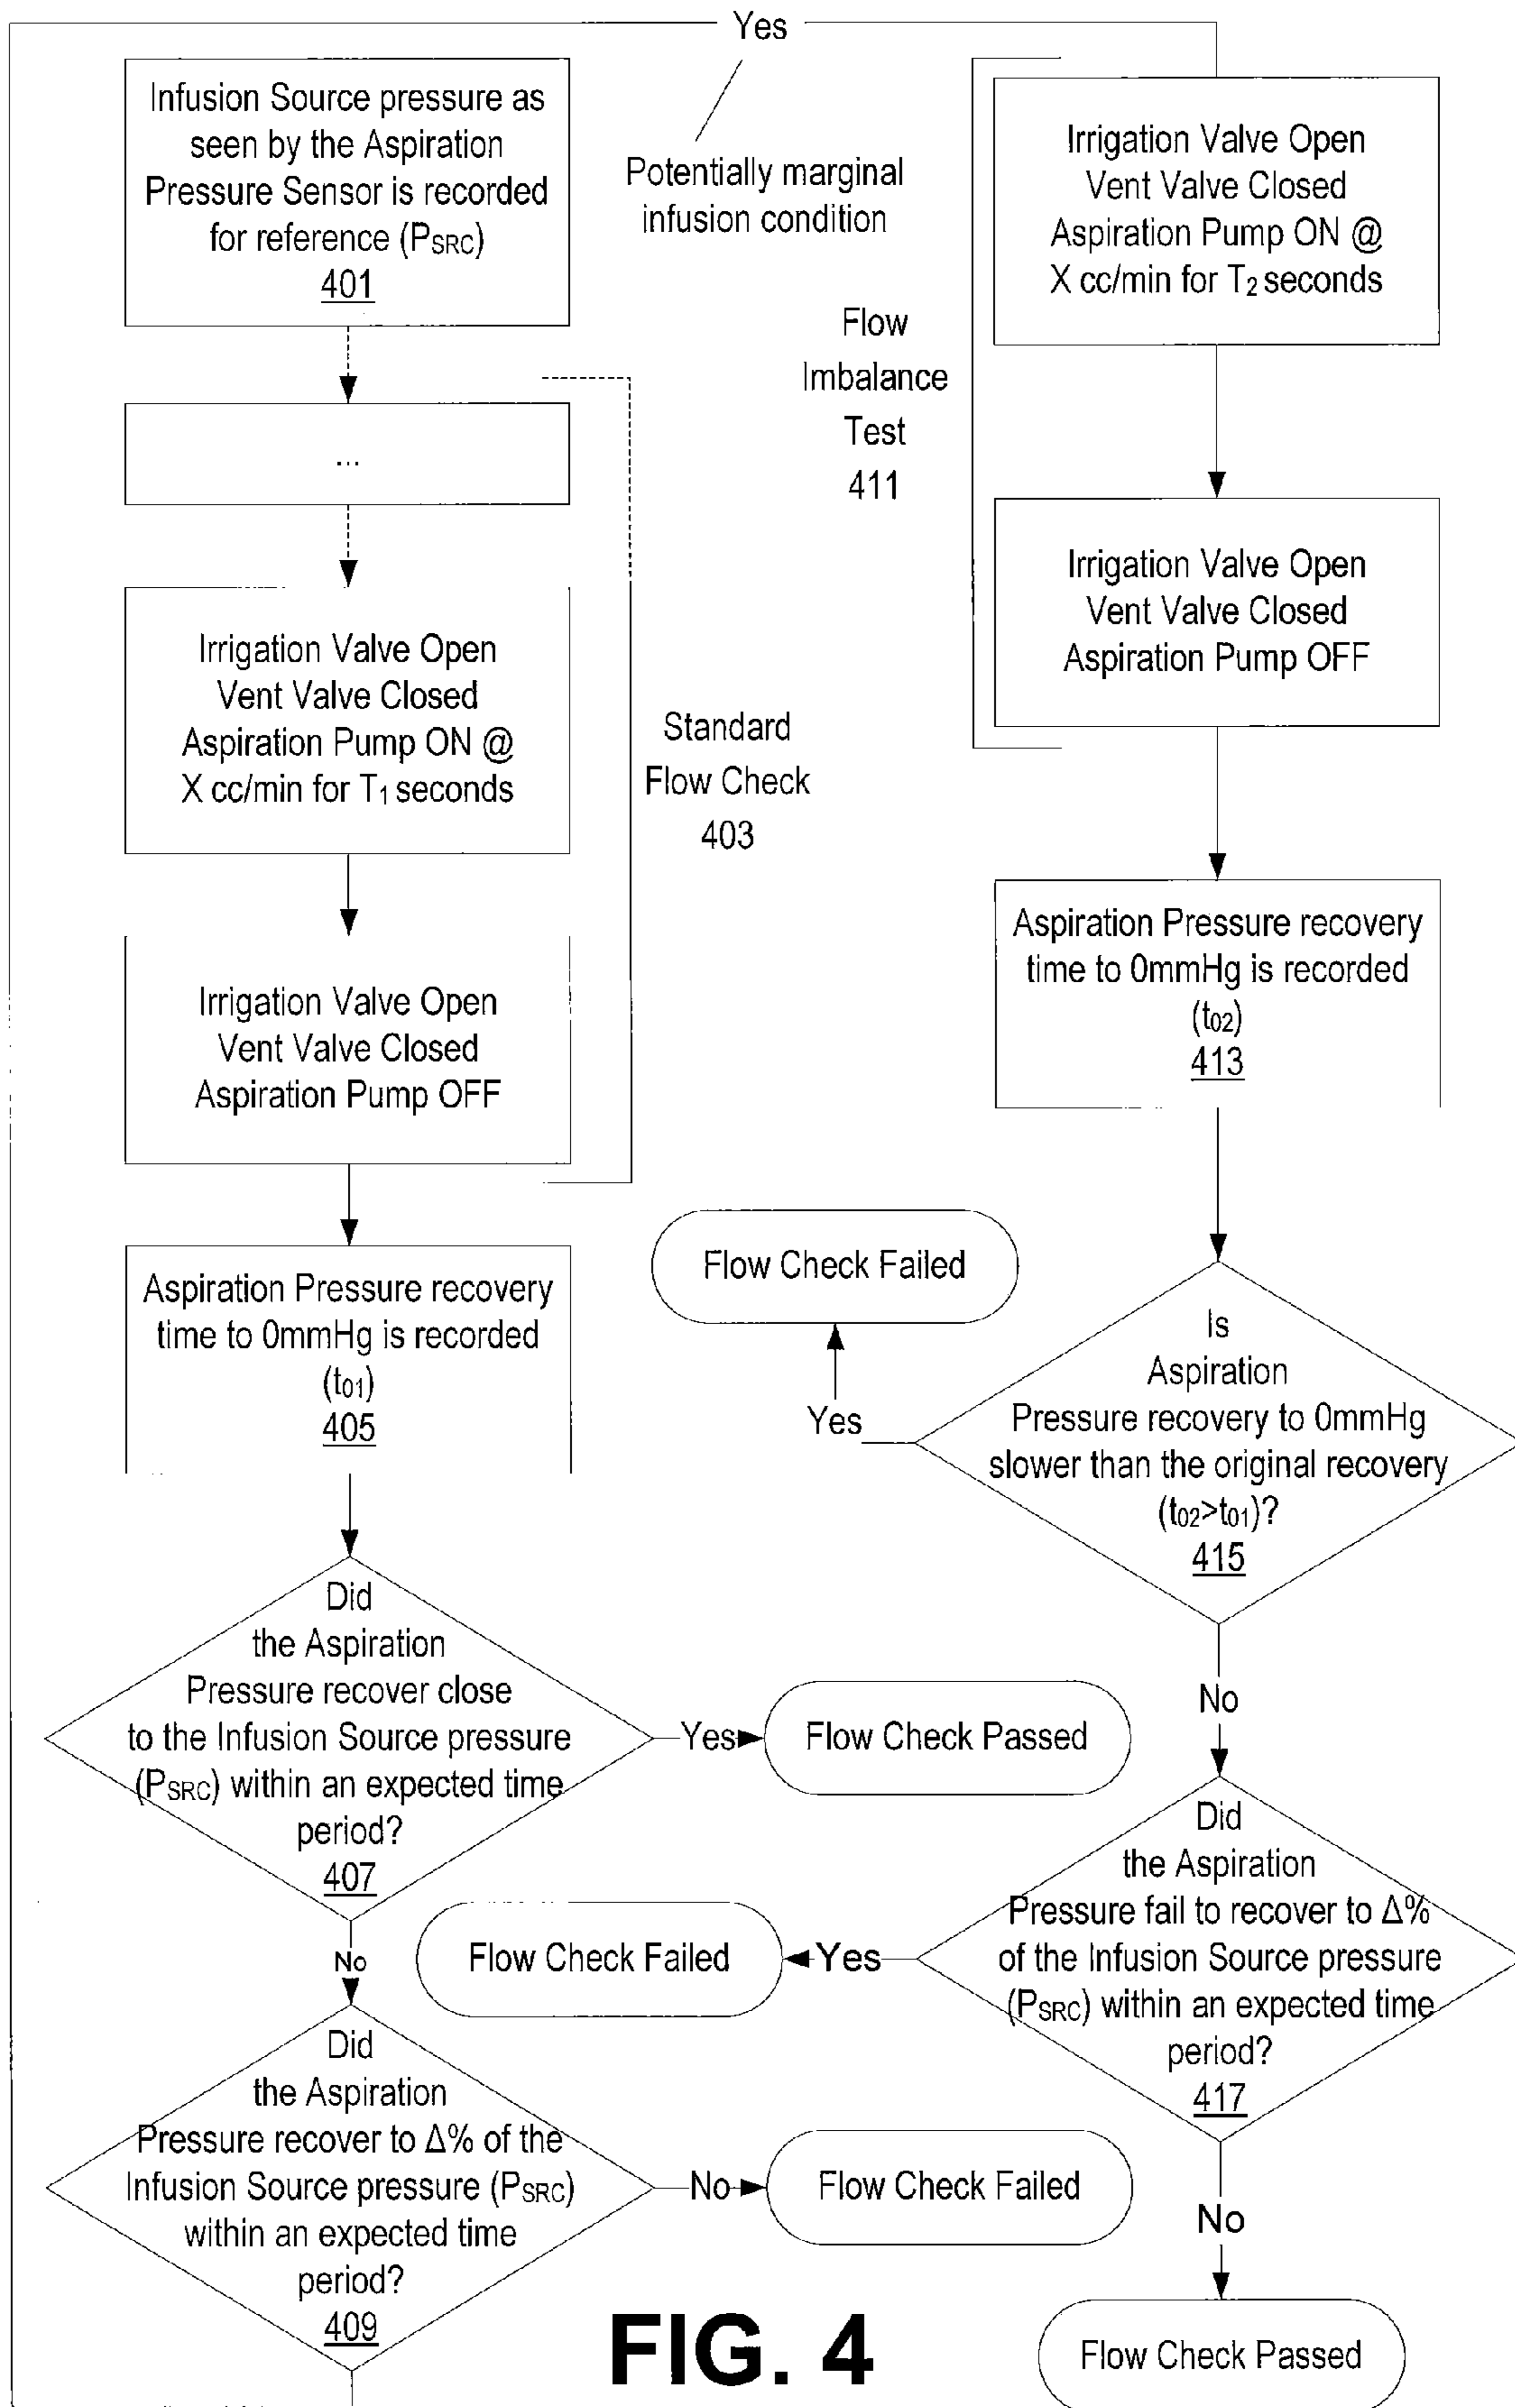 Yes
Potentially marginal
infusion condition
Infusion Source pressure as
seen by the Aspiration
Pressure Sensor is recorded
for reference (PSRC)
401
...
Irrigation Valve Open
Vent Valve Closed
Aspiration Pump ON @
X cc/min for T1 seconds
Irrigation Valve Open
Vent Valve Closed
Aspiration Pump OFF
Standard
Flow Check
403
Aspiration Pressure recovery
time to 0mmHg is recorded
(t01)
405
Did
the Aspiration
Pressure recover close
to the Infusion Source pressure
(PSRC) within an expected time
period?
407
Yes
Flow Check Passed
No
Did
the Aspiration
Pressure recover to Δ% of the
Infusion Source pressure (PSRC)
within an expected time
period?
409
No
Flow Check Failed
Irrigation Valve Open
Vent Valve Closed
Aspiration Pump ON @
X cc/min for T2 seconds
Flow
Imbalance
Test
411
Irrigation Valve Open
Vent Valve Closed
Aspiration Pump OFF
Aspiration Pressure recovery
time to 0mmHg is recorded
(t02)
413
Is
Aspiration
Pressure recovery to 0mmHg
slower than the original recovery
(t02>t01)?
415
Yes
Flow Check Failed
No
Did
the Aspiration
Pressure fail to recover to Δ%
of the Infusion Source pressure
(PSRC) within an expected time
period?
417
Yes
Flow Check Failed
No
Flow Check Passed
FIG. 4